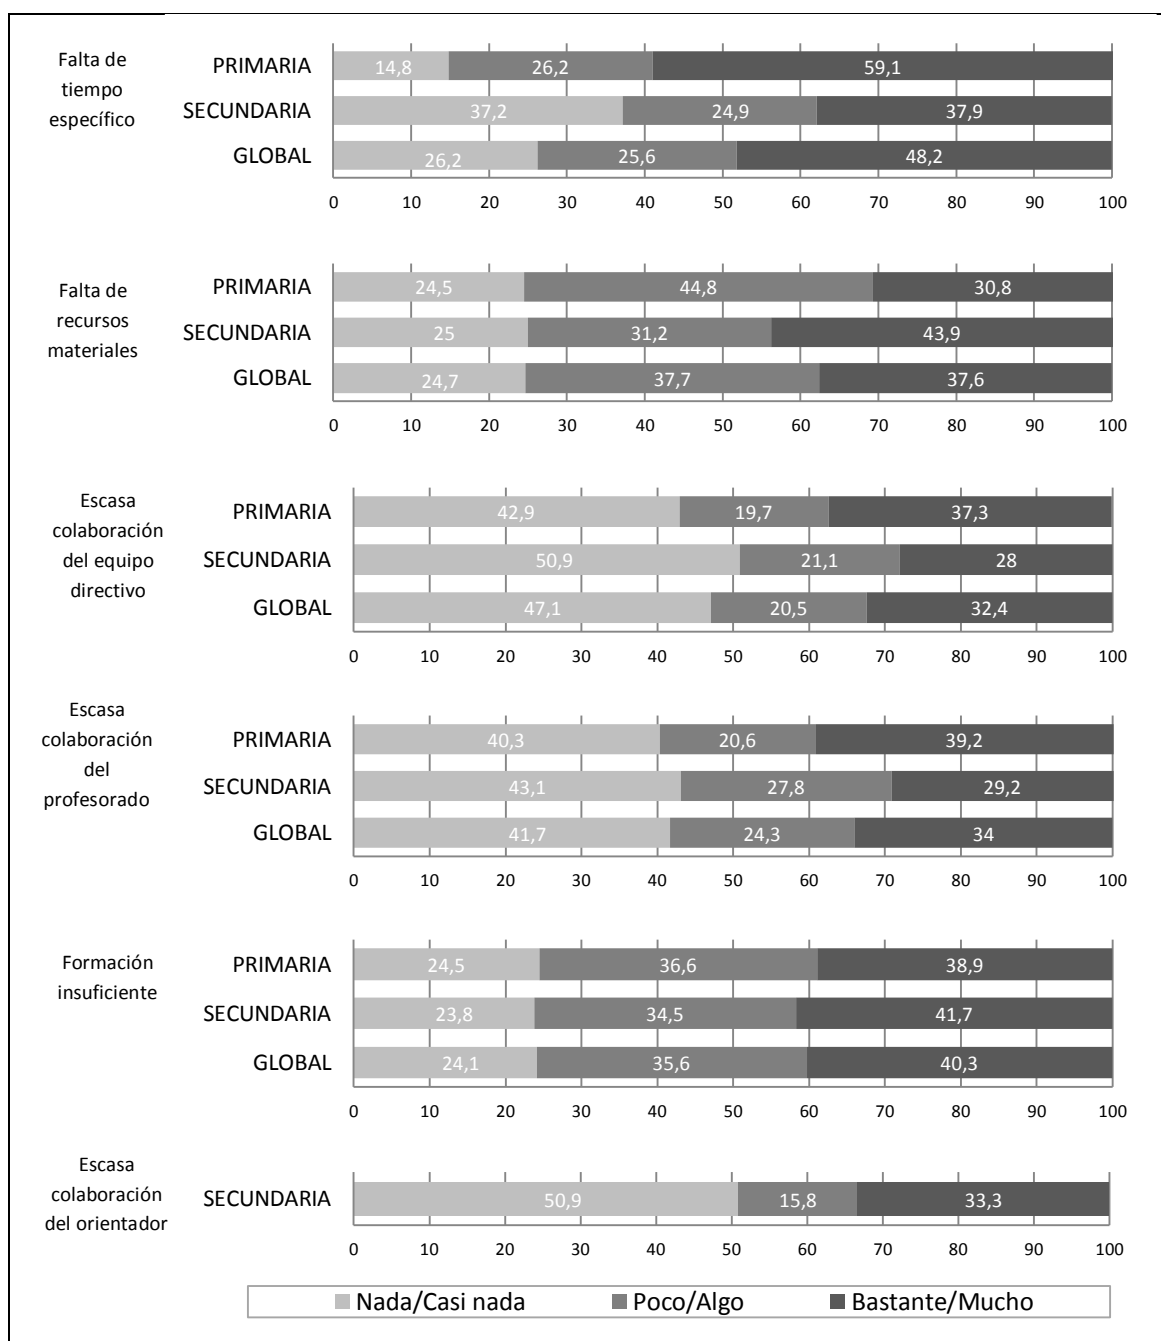 Falta de
tiempo
específico
PRIMARIA 14,8 26,2 59,1
SECUNDARIA 37,2 24,9 37,9
GLOBAL 26,2 25,6 48,2
0 10 20 30 40 50 60 70 80 90 100
Falta de
recursos
materiales
PRIMARIA 24,5 44,8 30,8
SECUNDARIA 25 31,2 43,9
GLOBAL 24,7 37,7 37,6
0 10 20 30 40 50 60 70 80 90 100
Escasa
colaboración
del equipo
directivo
PRIMARIA 42,9 19,7 37,3
SECUNDARIA 50,9 21,1 28
GLOBAL 47,1 20,5 32,4
0 10 20 30 40 50 60 70 80 90 100
Escasa
colaboración
del
profesorado
PRIMARIA 40,3 20,6 39,2
SECUNDARIA 43,1 27,8 29,2
GLOBAL 41,7 24,3 34
0 10 20 30 40 50 60 70 80 90 100
Formación
insuficiente
PRIMARIA 24,5 36,6 38,9
SECUNDARIA 23,8 34,5 41,7
GLOBAL 24,1 35,6 40,3
0 10 20 30 40 50 60 70 80 90 100
Escasa
colaboración
del orientador
SECUNDARIA 50,9 15,8 33,3
0 10 20 30 40 50 60 70 80 90 100
Nada/Casi nada Poco/Algo Bastante/Mucho